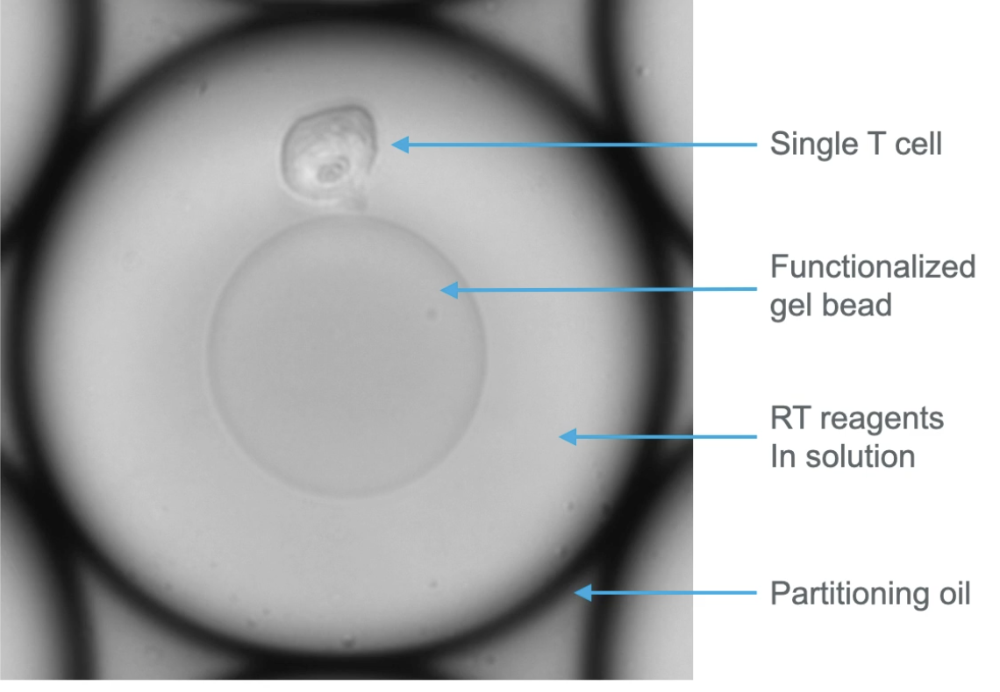 Single T cell
Functionalized
gel bead
RT reagents
In solution
Partitioning oil